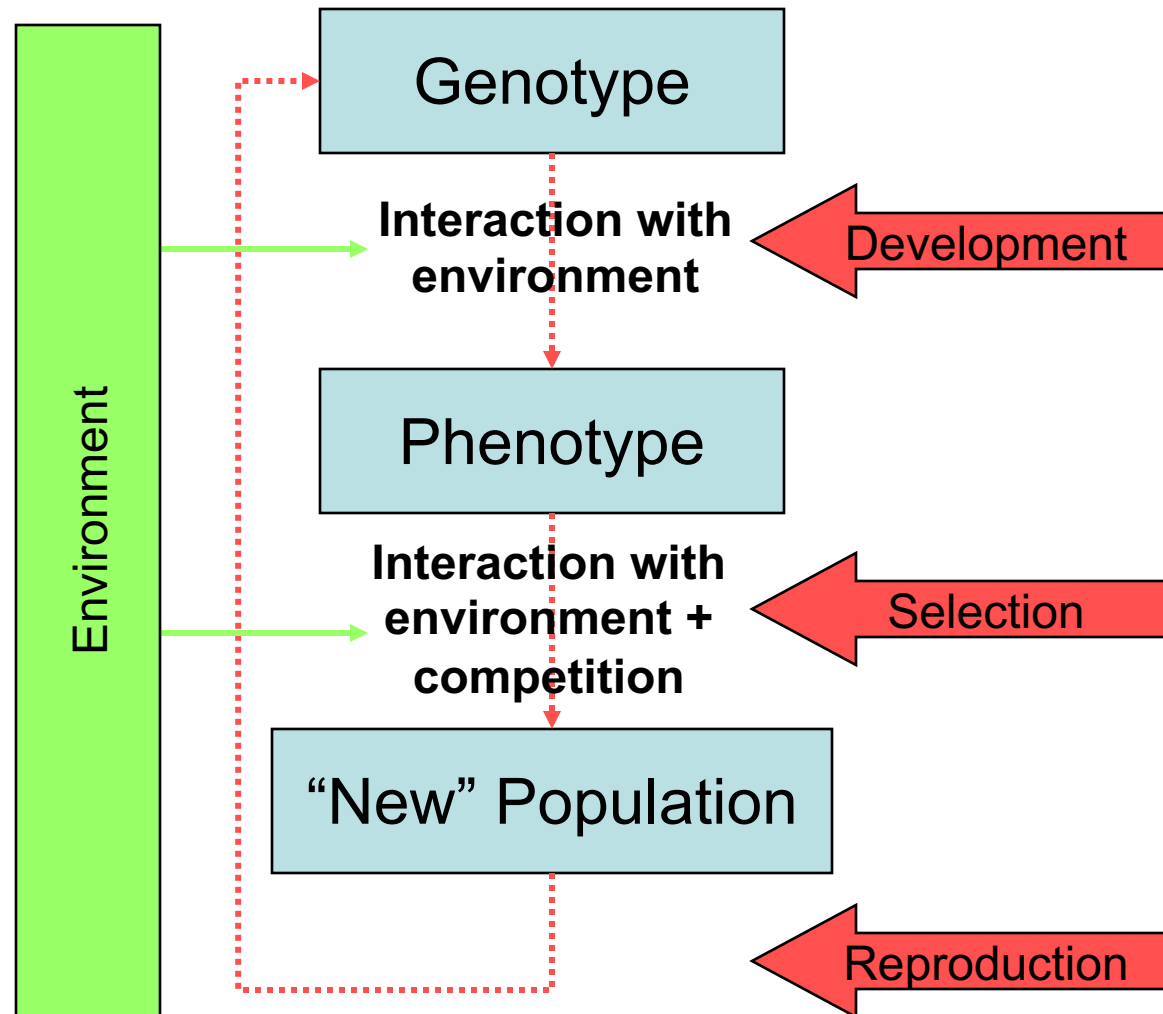 Genotype
Interaction with
environment
Development
Environment
Phenotype
Interaction with
environment +
competition
Selection
“New” Population
Reproduction